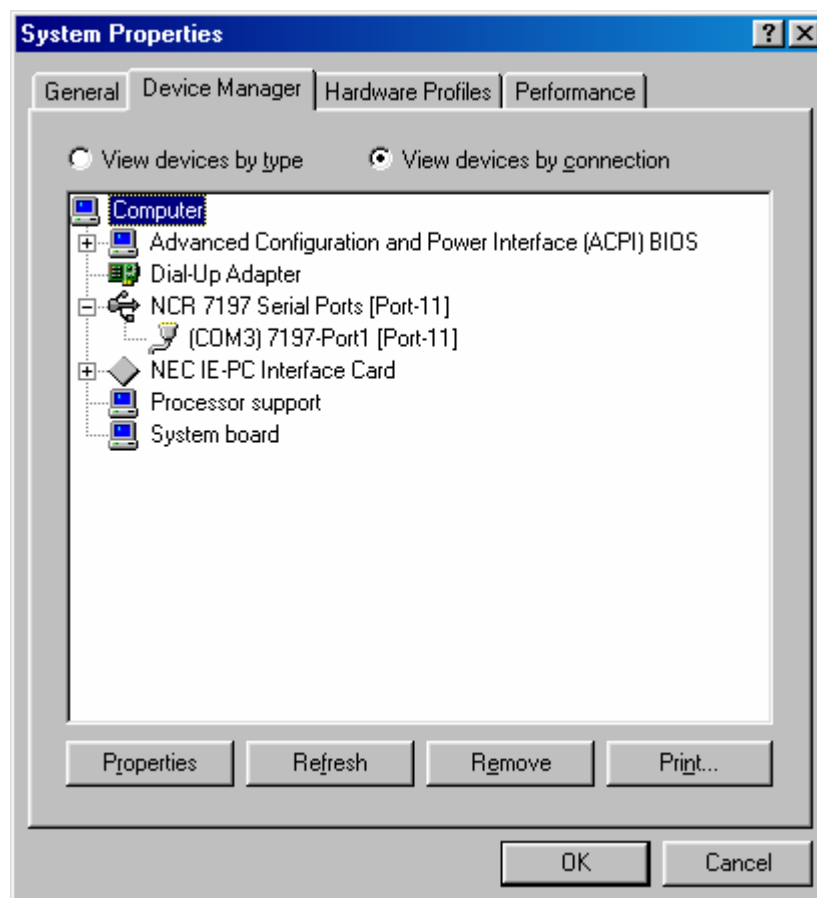 System Properties
General Device Manager Hardware Profiles Performance
View devices by type View devices by connection
Computer
Advanced Configuration and Power Interface (ACPI) BIOS
Dial-Up Adapter
NCR 7197 Serial Ports [Port-11]
(COM3) 7197-Port1 [Port-11]
NEC IE-PC Interface Card
Processor support
System board
Properties Refresh Remove Print...
OK Cancel